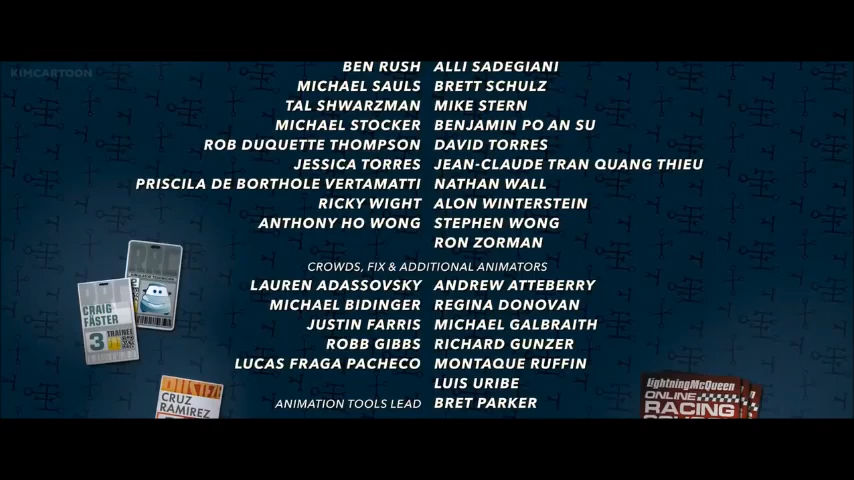 KIMCARTOON
BEN RUSH ALLI SADEGIANI
MICHAEL SAULS BRETT SCHULZ
TAL SHWARZMAN MIKE STERN
MICHAEL STOCKER BENJAMIN PO AN SU
ROB DUQUETTE THOMPSON DAVID TORRES
JESSICA TORRES JEAN-CLAUDE TRAN QUANG THIEU
PRISCILA DE BORTHOLE VERTAMATTI NATHAN WALL
RICKY WIGHT ALON WINTERSTEIN
ANTHONY HO WONG STEPHEN WONG
RON ZORMAN
CROWDS, FIX & ADDITIONAL ANIMATORS
LAUREN ADASSOVSKY ANDREW ATTEBERRY
MICHAEL BIDINGER REGINA DONOVAN
JUSTIN FARRIS MICHAEL GALBRAITH
ROBB GIBBS RICHARD GUNZER
LUCAS FRAGA PACHECO MONTAQUE RUFFIN
LUIS URIBE
ANIMATION TOOLS LEAD BRET PARKER
CRAIG
FASTER
3 TRAINEE
CRUZ
RAMIREZ
LightningMcQueen
ONLINE
RACING